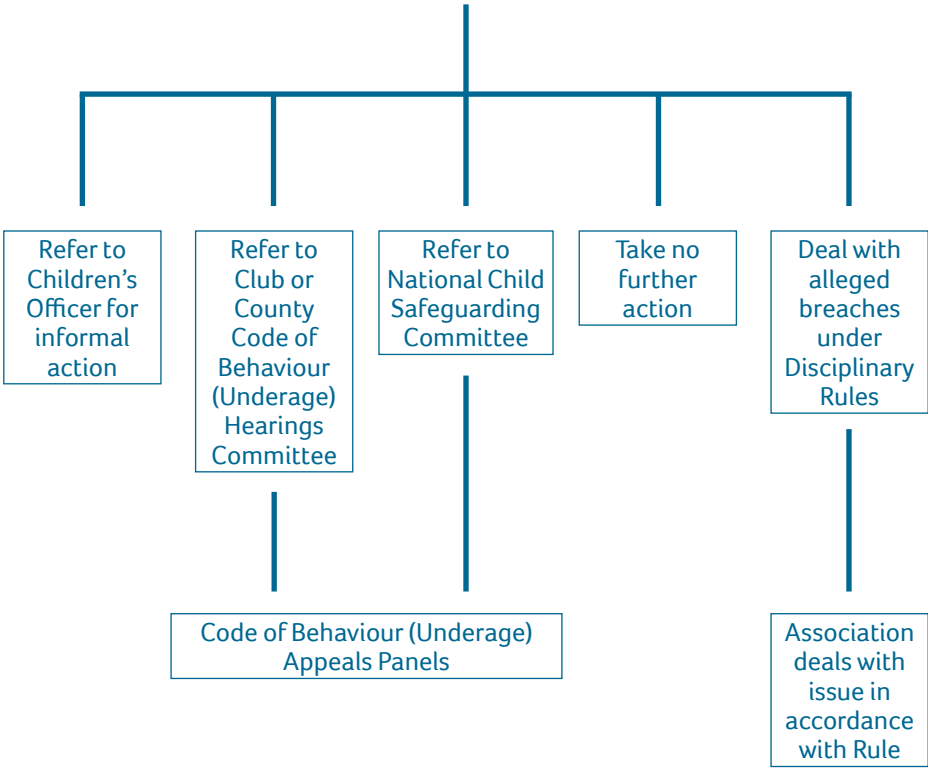 Refer to
Children's
Officer for
informal
action
Refer to
Club or
County
Code of
Behaviour
(Underage)
Hearings
Committee
Refer to
National Child
Safeguarding
Committee
Take no
further
action
Deal with
alleged
breaches
under
Disciplinary
Rules
Code of Behaviour (Underage)
Appeals Panels
Association
deals with
issue in
accordance
with Rule